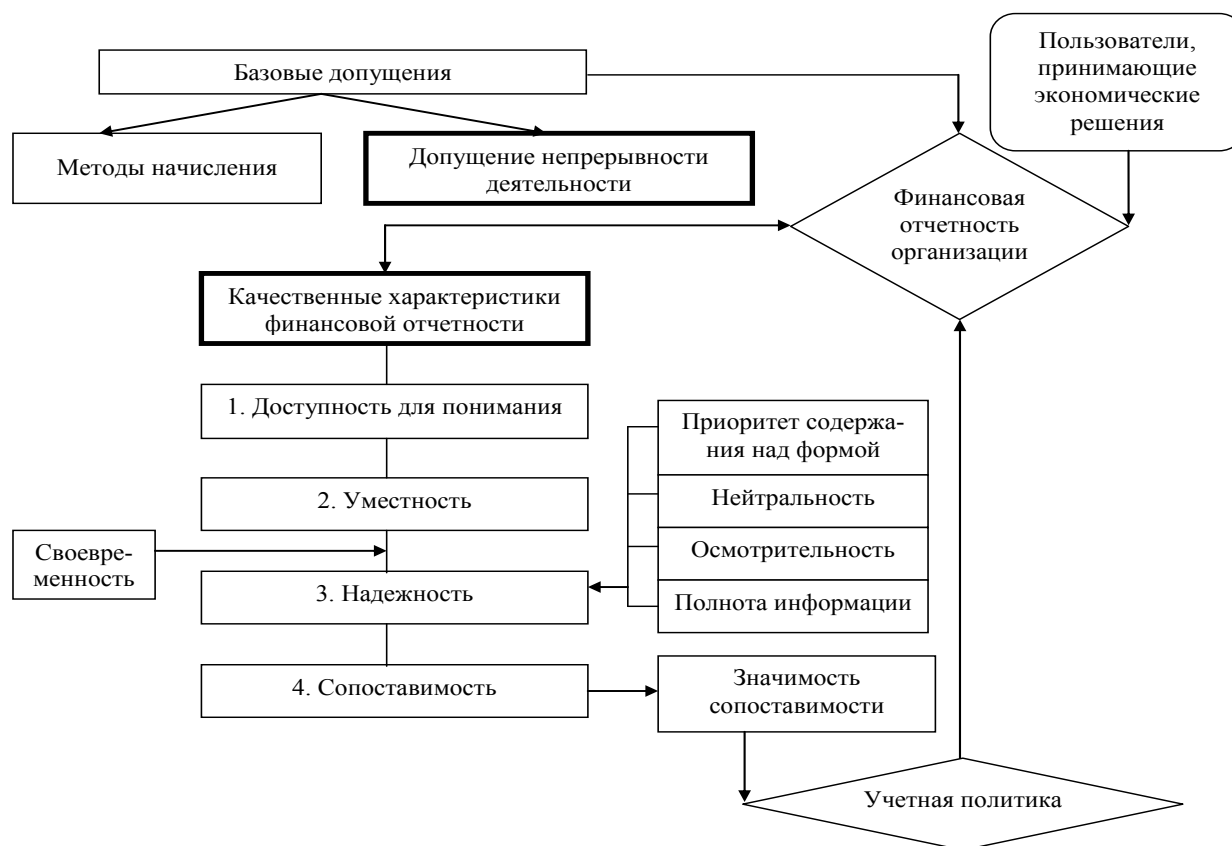 Базовые допущения
Пользователи,
принимающие
экономические
решения
Методы начисления
Допущение непрерывности
деятельности
Финансовая
отчетность
организации
Качественные характеристики
финансовой отчетности
1. Доступность для понимания
Приоритет содержа-
ния над формой
2. Уместность
Нейтральность
Своевре-
менность
Осмотрительность
3. Надежность
Полнота информации
4. Сопоставимость
Значимость
сопоставимости
Учетная политика